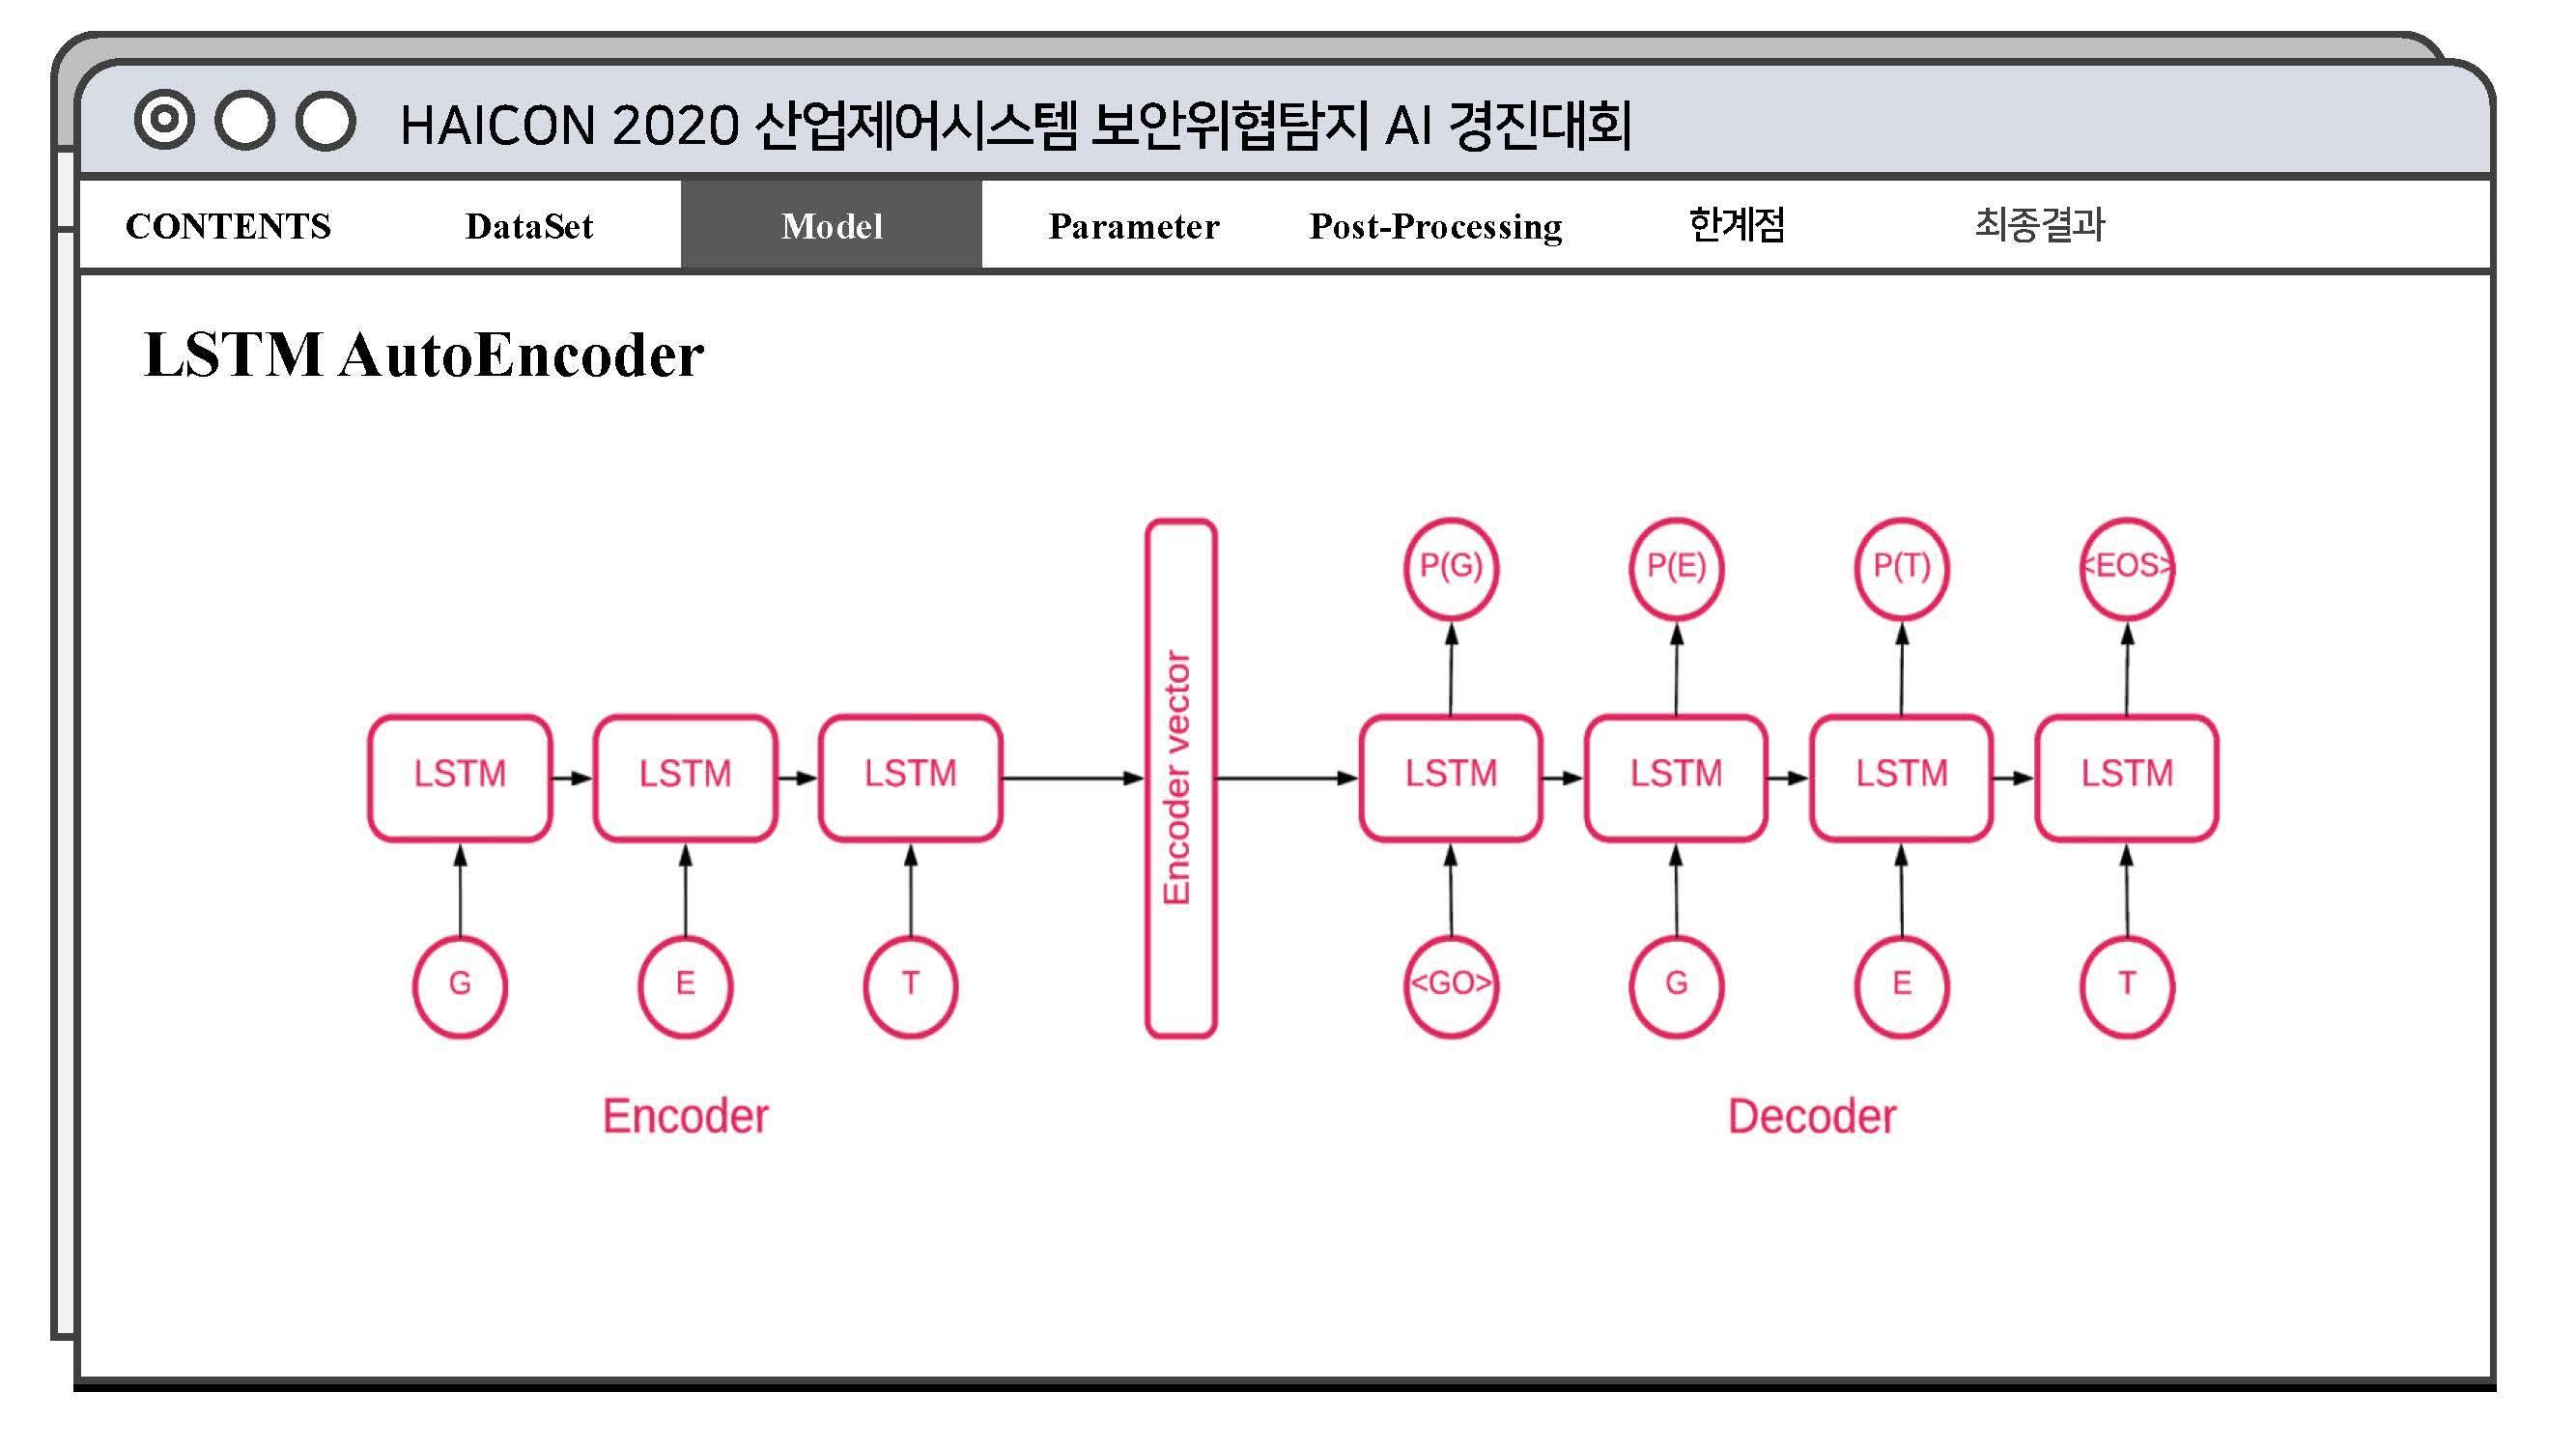 HAICON 2020 산업제어시스템 보안위협탐지 AI 경진대회
CONTENTS DataSet Model Parameter Post-Processing 한계점 최종결과
LSTM AutoEncoder
P(G) P(E) P(T) <EOS>
Encoder vector
LSTM LSTM LSTM LSTM LSTM LSTM LSTM
G E T <GO> G E T
Encoder Decoder